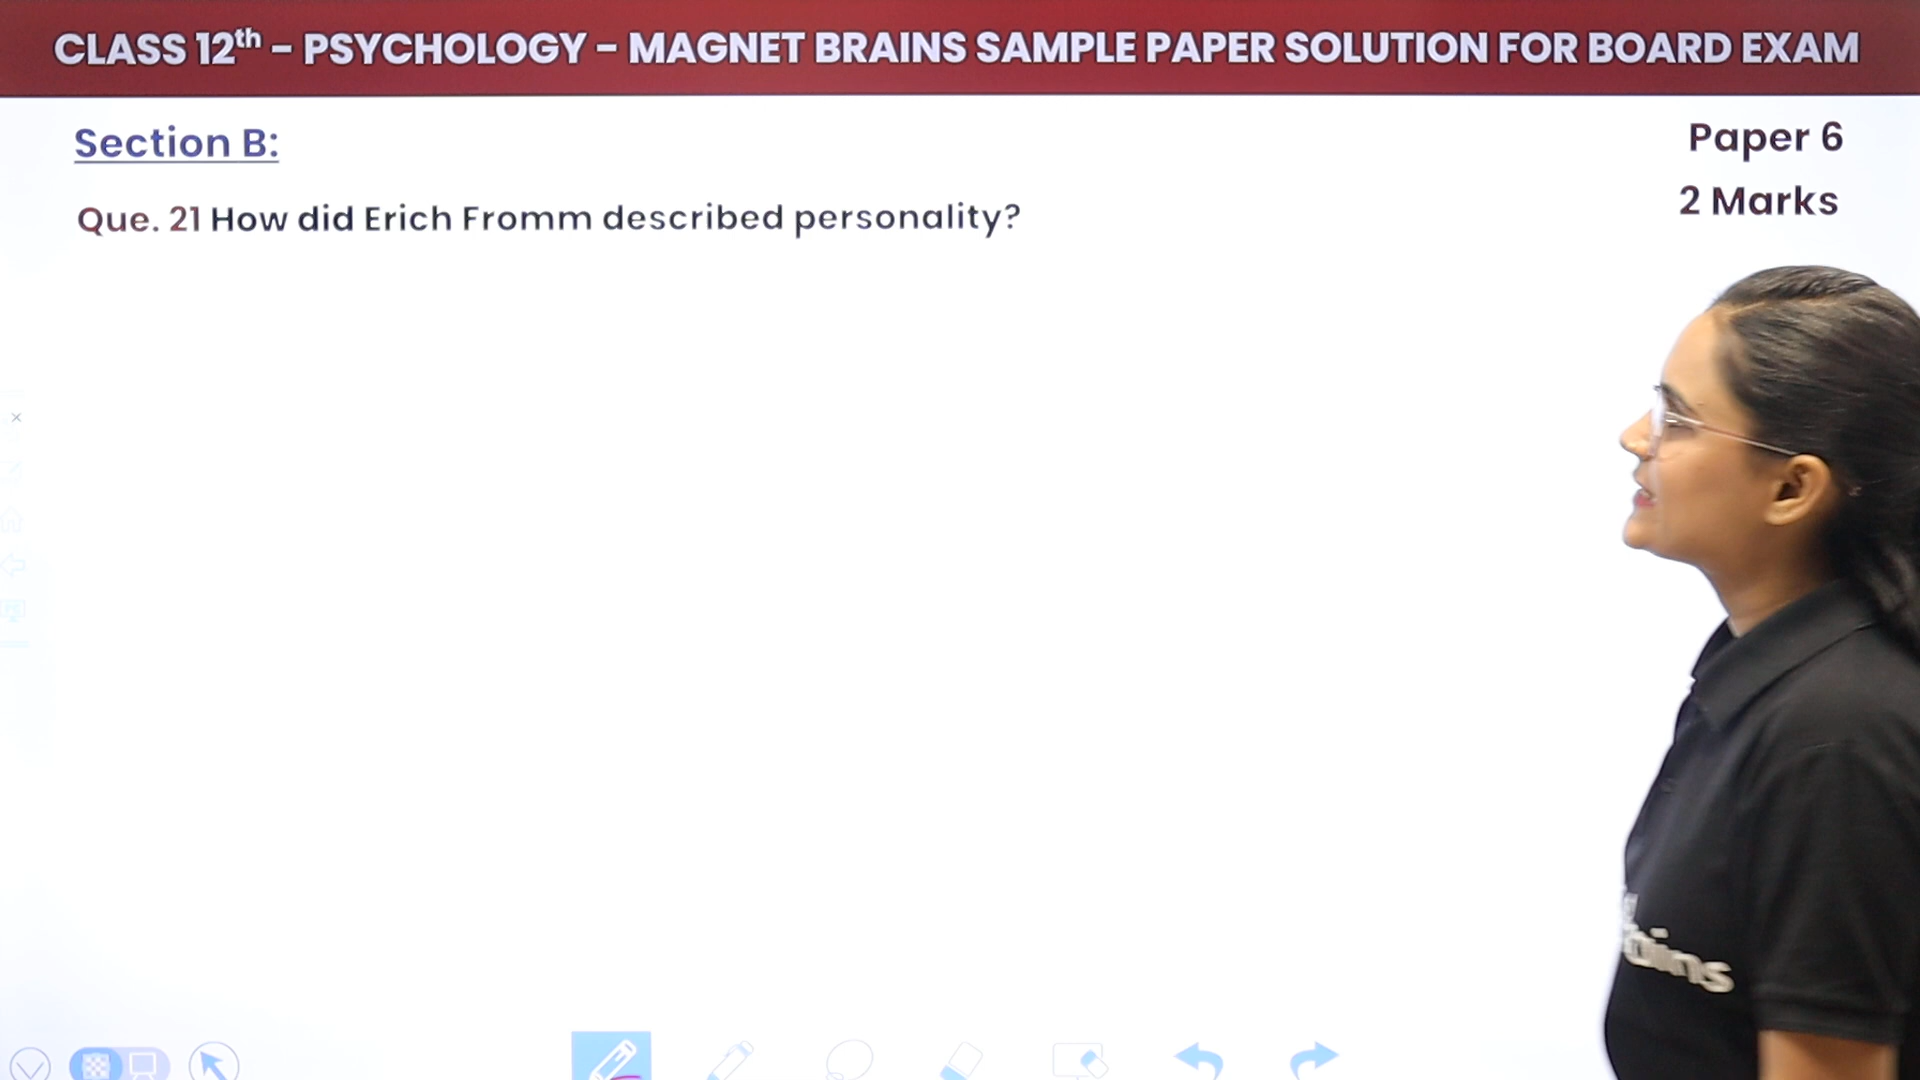 CLASS 12th – PSYCHOLOGY – MAGNET BRAINS SAMPLE PAPER SOLUTION FOR BOARD EXAM
Section B:
Paper 6
2 Marks
Que. 21 How did Erich Fromm described personality?